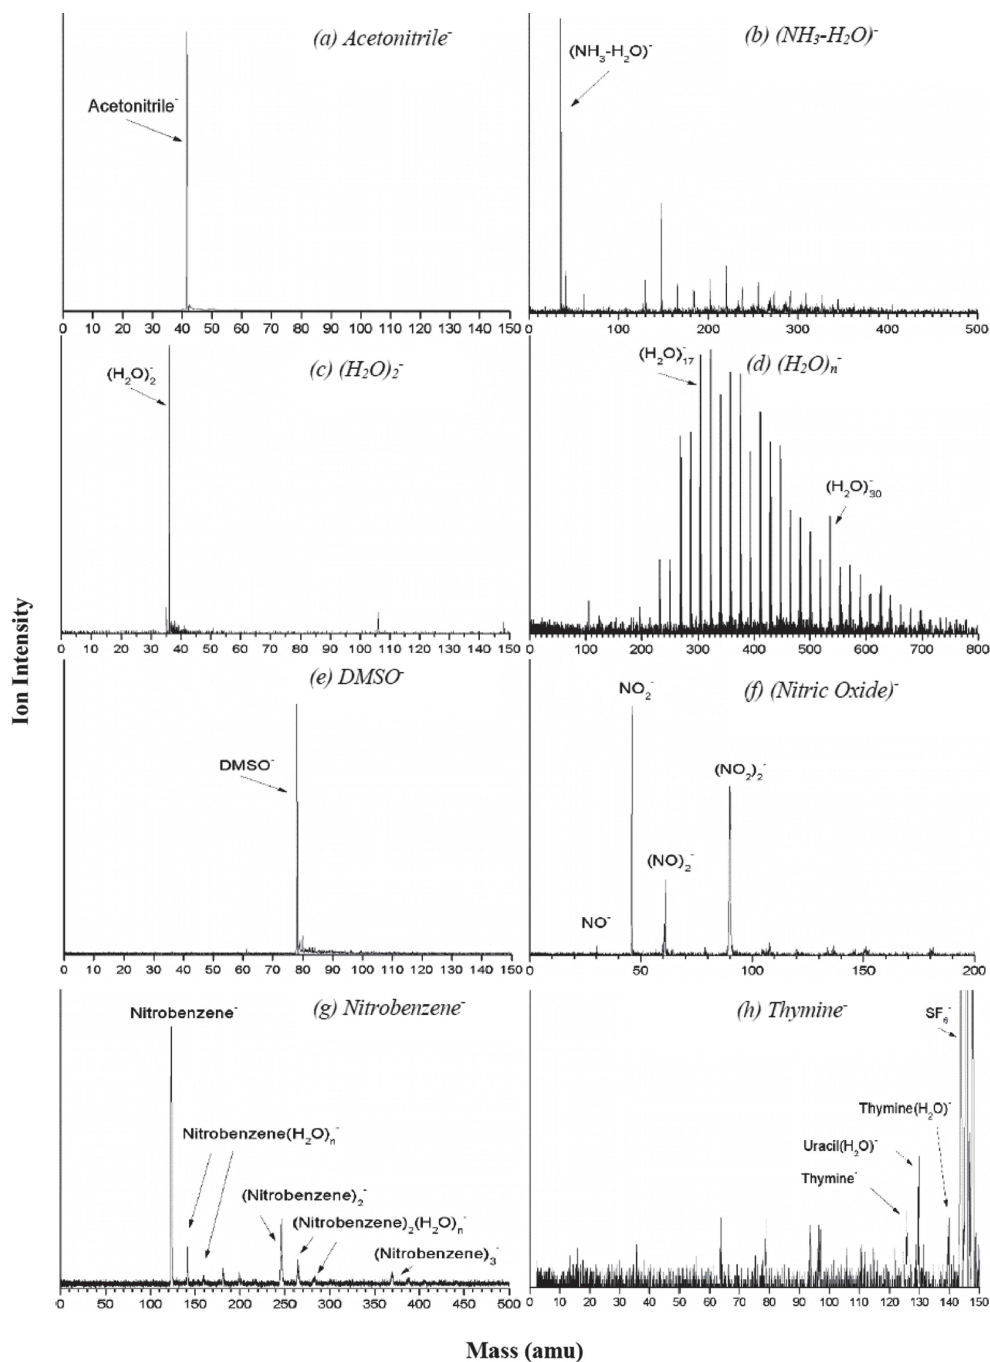 (a) Acetonitrile⁻
Acetonitrile⁻
0 10 20 30 40 50 60 70 80 90 100 110 120 130 140 150
(b) (NH₃-H₂O)⁻
(NH₃-H₂O)⁻
0 100 200 300 400 500
(c) (H₂O)₂⁻
(H₂O)₂⁻
0 10 20 30 40 50 60 70 80 90 100 110 120 130 140 150
(d) (H₂O)ₙ⁻
(H₂O)₁₇⁻
(H₂O)₃₀⁻
0 100 200 300 400 500 600 700 800
Ion Intensity
(e) DMSO⁻
DMSO⁻
0 10 20 30 40 50 60 70 80 90 100 110 120 130 140 150
(f) (Nitric Oxide)⁻
NO₂⁻
(NO₂)₂⁻
(NO)₂⁻
NO⁻
0 50 100 150 200
(g) Nitrobenzene⁻
Nitrobenzene⁻
Nitrobenzene(H₂O)ₙ⁻
(Nitrobenzene)₂⁻
(Nitrobenzene)₂(H₂O)ₙ⁻
(Nitrobenzene)₃⁻
0 50 100 150 200 250 300 350 400 450 500
(h) Thymine⁻
SF₆⁻
Thymine(H₂O)⁻
Uracil(H₂O)⁻
Thymine⁻
0 10 20 30 40 50 60 70 80 90 100 110 120 130 140 150
Mass (amu)